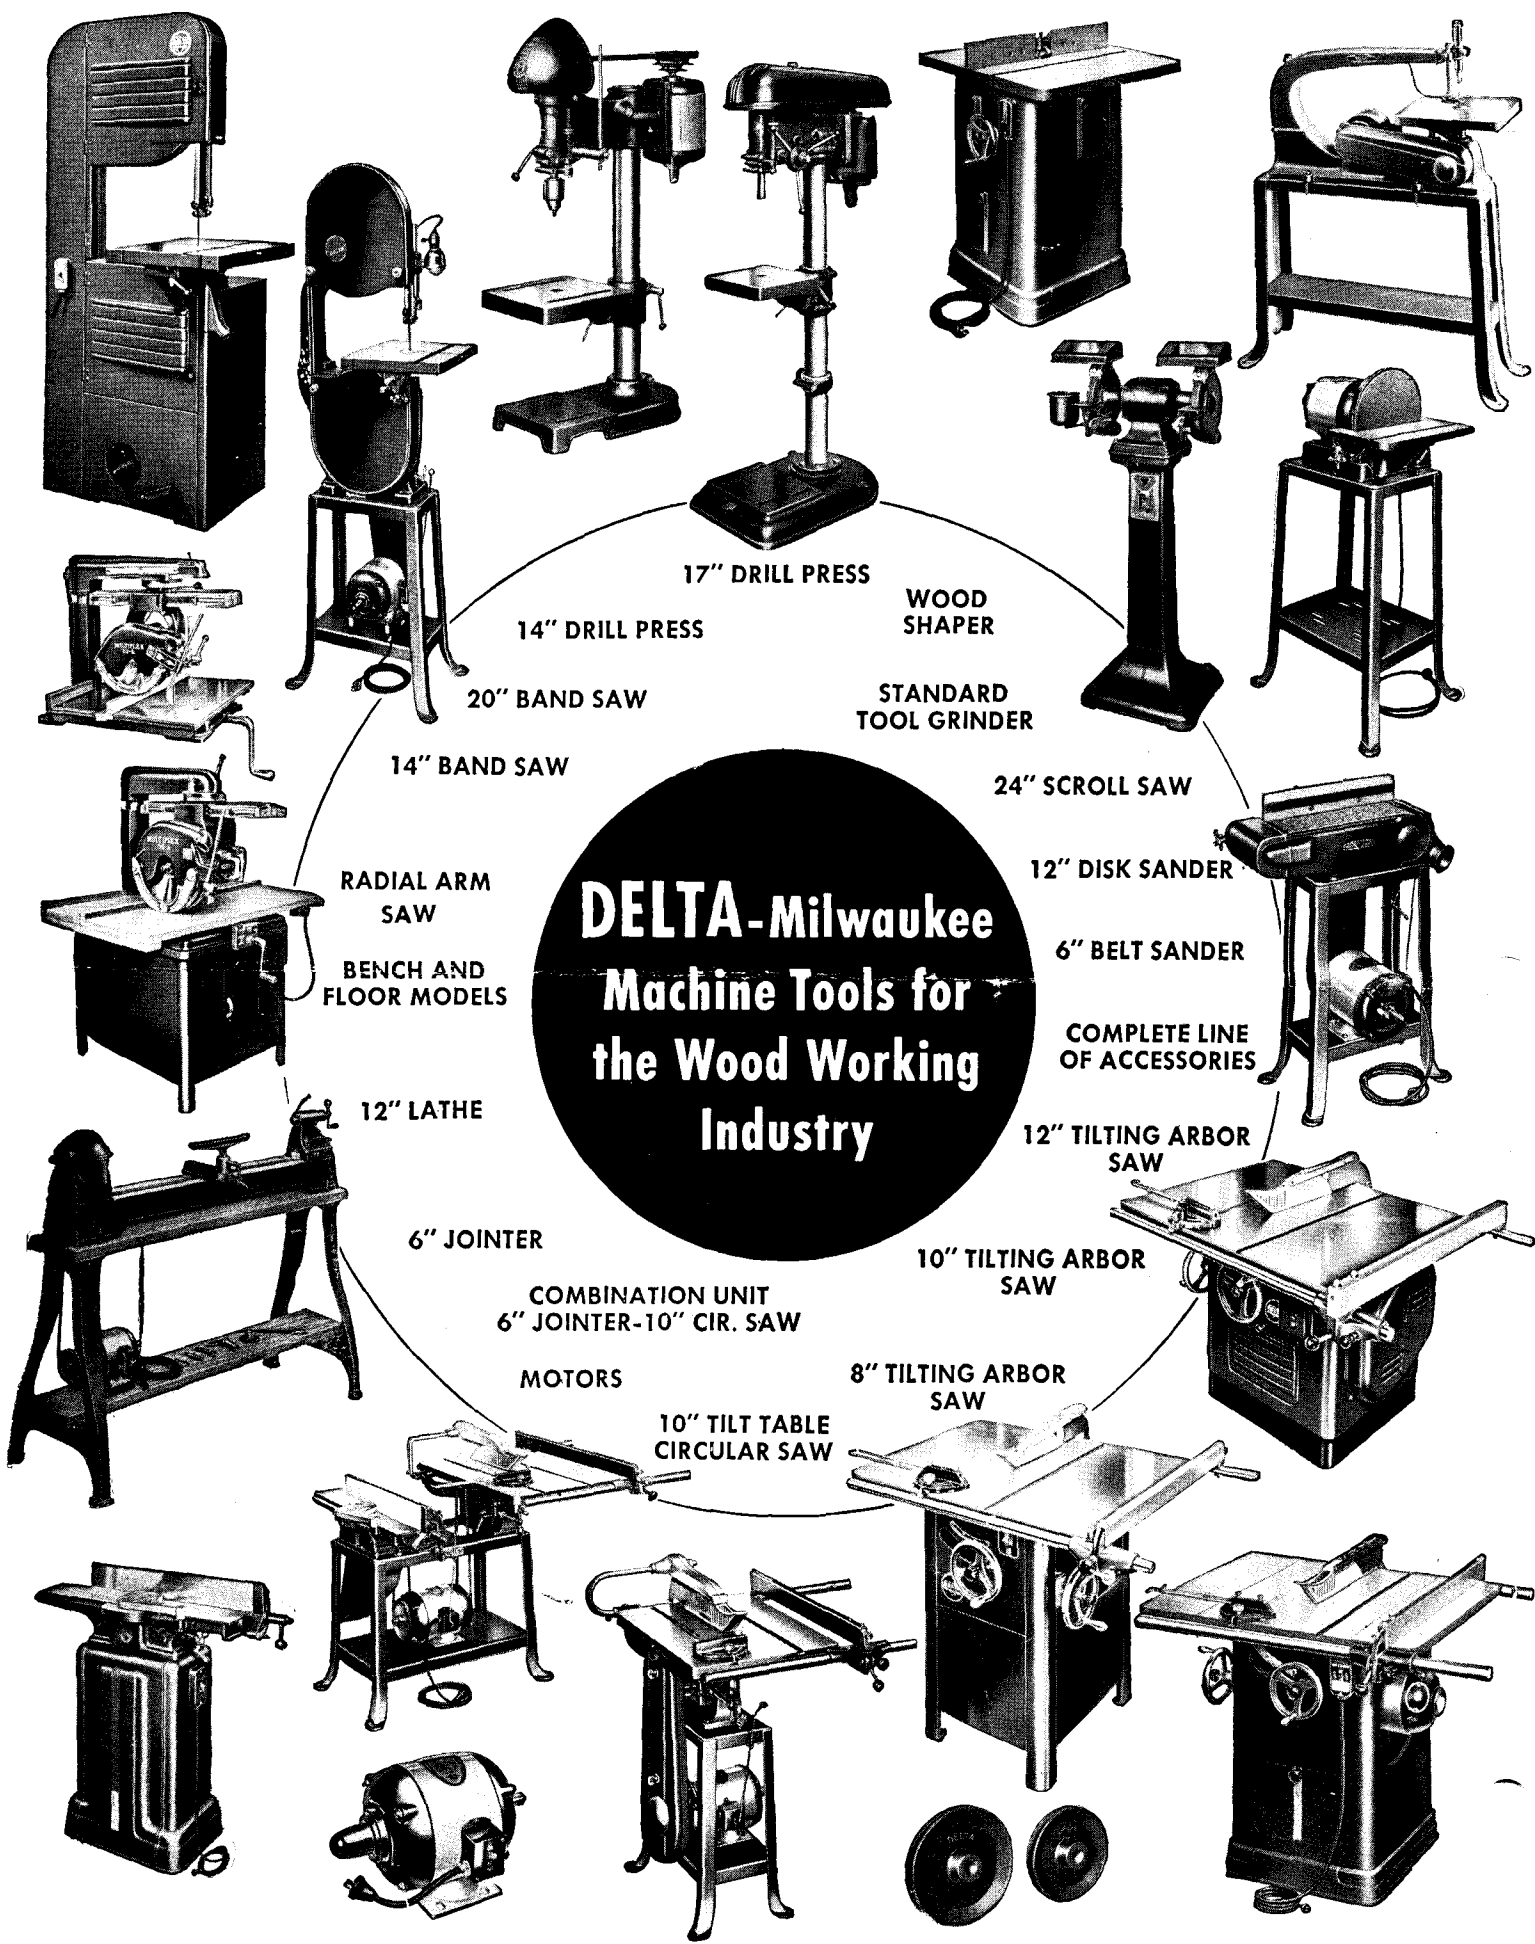 17" DRILL PRESS
WOOD
SHAPER
14" DRILL PRESS
20" BAND SAW
STANDARD
TOOL GRINDER
14" BAND SAW
24" SCROLL SAW
12" DISK SANDER
RADIAL ARM
SAW
DELTA-Milwaukee
Machine Tools for
the Wood Working
Industry
6" BELT SANDER
BENCH AND
FLOOR MODELS
COMPLETE LINE
OF ACCESSORIES
12" LATHE
12" TILTING ARBOR
SAW
6" JOINTER
10" TILTING ARBOR
SAW
COMBINATION UNIT
6" JOINTER-10" CIR. SAW
MOTORS
8" TILTING ARBOR
SAW
10" TILT TABLE
CIRCULAR SAW
DELTA